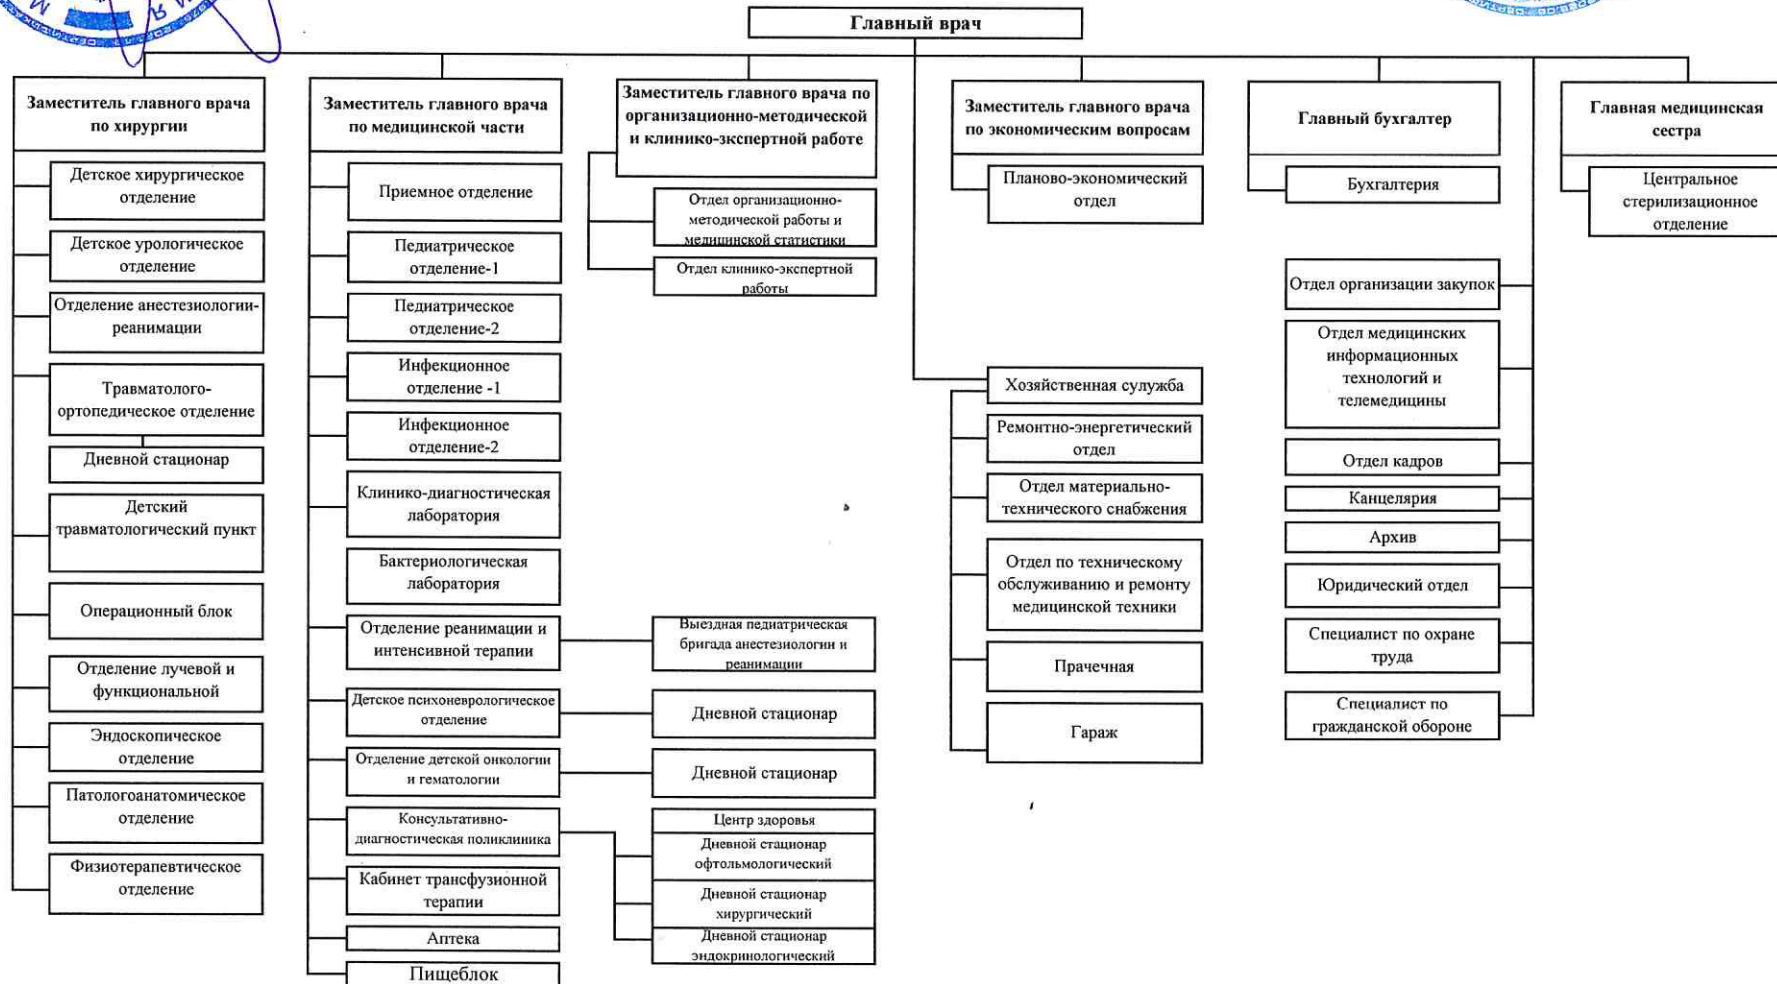 Главный врач
Заместитель главного врача
по хирургии
Детское хирургическое
отделение
Детское урологическое
отделение
Отделение анестезиологии-
реанимации
Травматолого-
ортопедическое отделение
Дневной стационар
Детский
травматологический пункт
Операционный блок
Отделение лучевой и
функциональной
Эндоскопическое
отделение
Патологоанатомическое
отделение
Физиотерапевтическое
отделение
Заместитель главного врача
по медицинской части
Приемное отделение
Педиатрическое
отделение-1
Педиатрическое
отделение-2
Инфекционное
отделение -1
Инфекционное
отделение-2
Клинико-диагностическая
лаборатория
Бактериологическая
лаборатория
Отделение реанимации и
интенсивной терапии
Детское психоневрологическое
отделение
Отделение детской онкологии
и гематологии
Консультативно-
диагностическая поликлиника
Кабинет трансфузионной
терапии
Аптека
Пищеблок
Заместитель главного врача по
организационно-методической
и клинико-экспертной работе
Отдел организационно-
методической работы и
медицинской статистики
Отдел клинико-экспертной
работы
Выездная педиатрическая
бригада анестезиологии и
реанимации
Дневной стационар
Дневной стационар
Центр здоровья
Дневной стационар
офтольмологический
Дневной стационар
хирургический
Дневной стационар
эндокринологический
Заместитель главного врача
по экономическим вопросам
Планово-экономический
отдел
Хозяйственная сулужба
Ремонтно-энергетический
отдел
Отдел материально-
технического снабжения
Отдел по техническому
обслуживанию и ремонту
медицинской техники
Прачечная
Гараж
Главный бухгалтер
Бухгалтерия
Отдел организации закупок
Отдел медицинских
информационных
технологий и
телемедицины
Отдел кадров
Канцелярия
Архив
Юридический отдел
Специалист по охране
труда
Специалист по
гражданской обороне
Главная медицинская
сестра
Центральное
стерилизационное
отделение